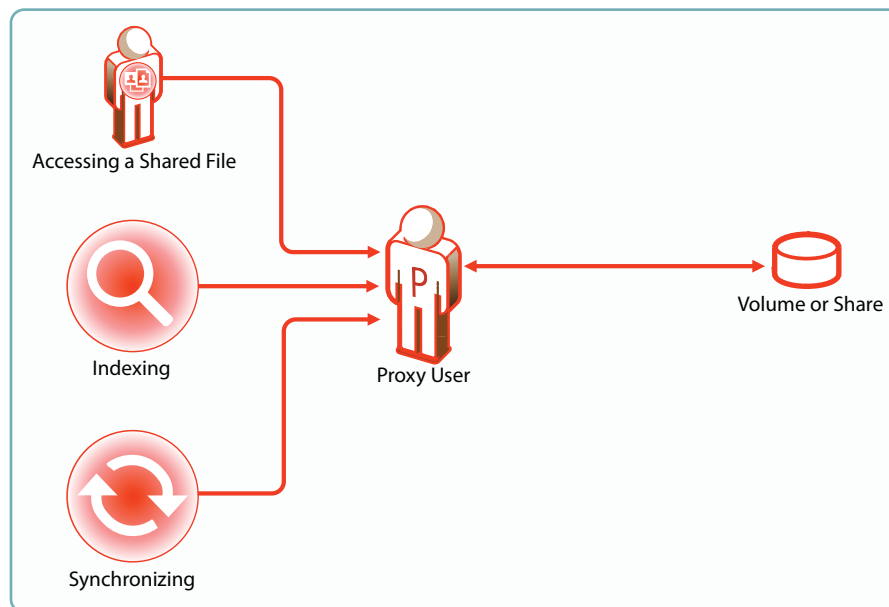 Accessing a Shared File
Indexing
Synchronizing
P
Proxy User
Volume or Share